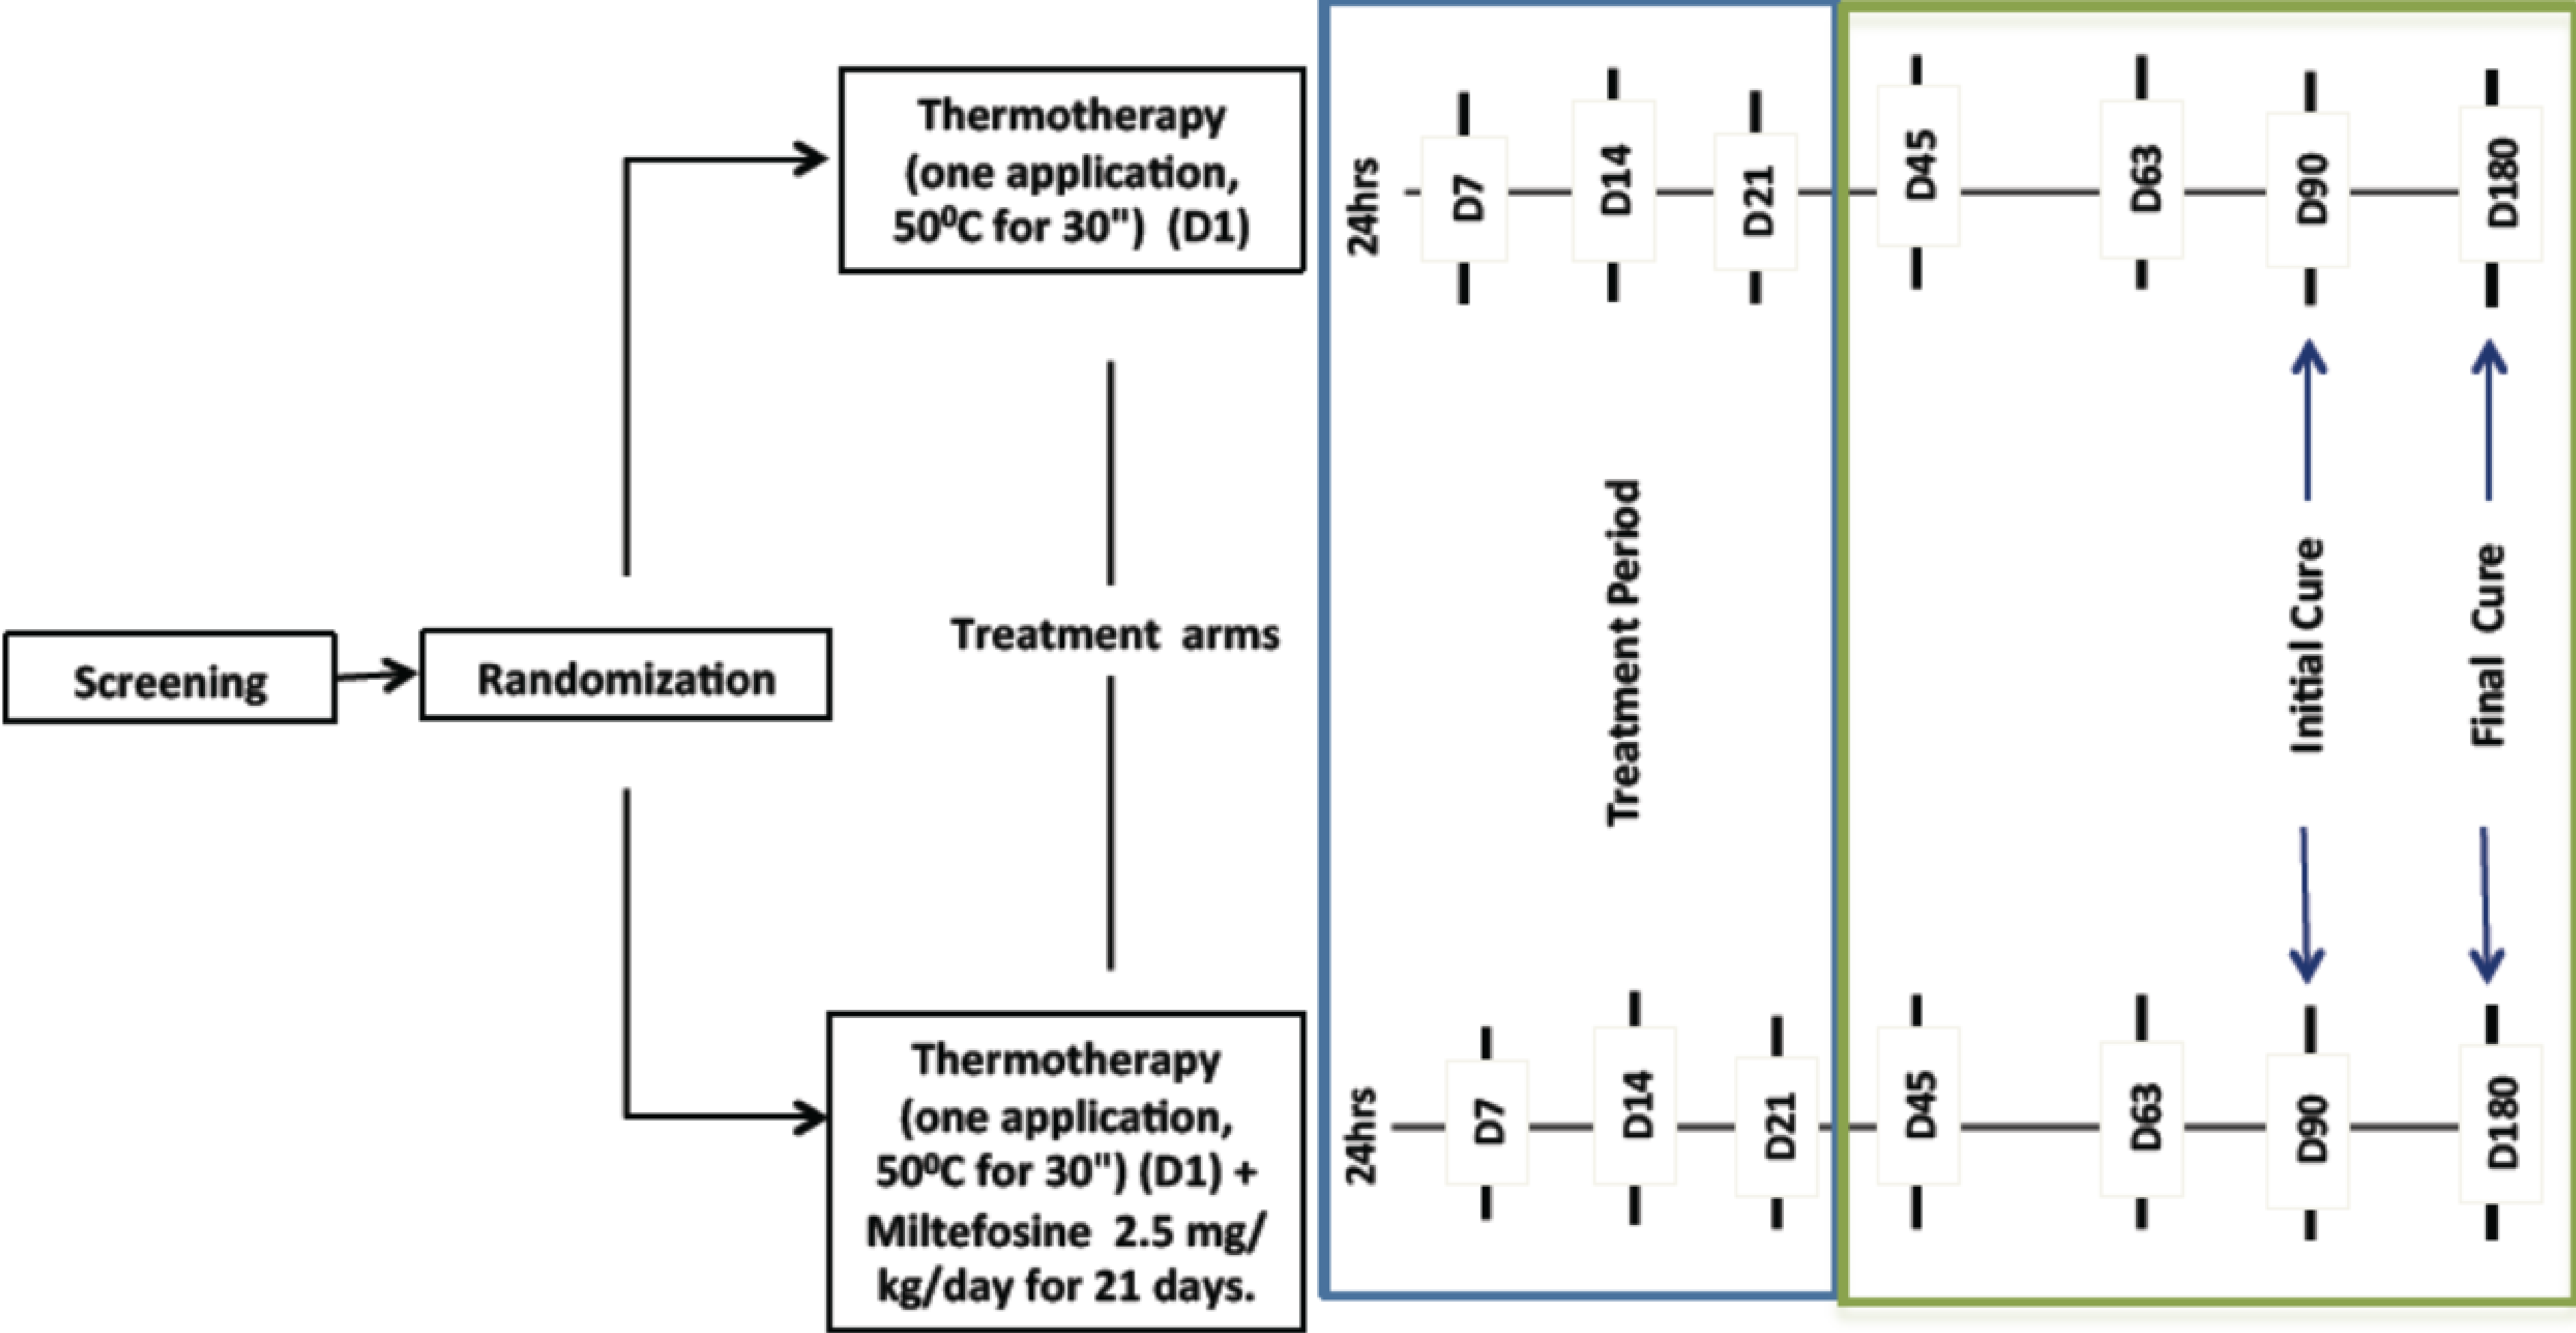 Screening
Randomization
Thermotherapy
(one application,
50⁰C for 30") (D1)
Treatment arms
Thermotherapy
(one application,
50⁰C for 30") (D1) +
Miltefosine 2.5 mg/
kg/day for 21 days.
24hrs
D7
D14
D21
D45
D63
D90
D180
Treatment Period
Initial Cure
Final Cure
24hrs
D7
D14
D21
D45
D63
D90
D180